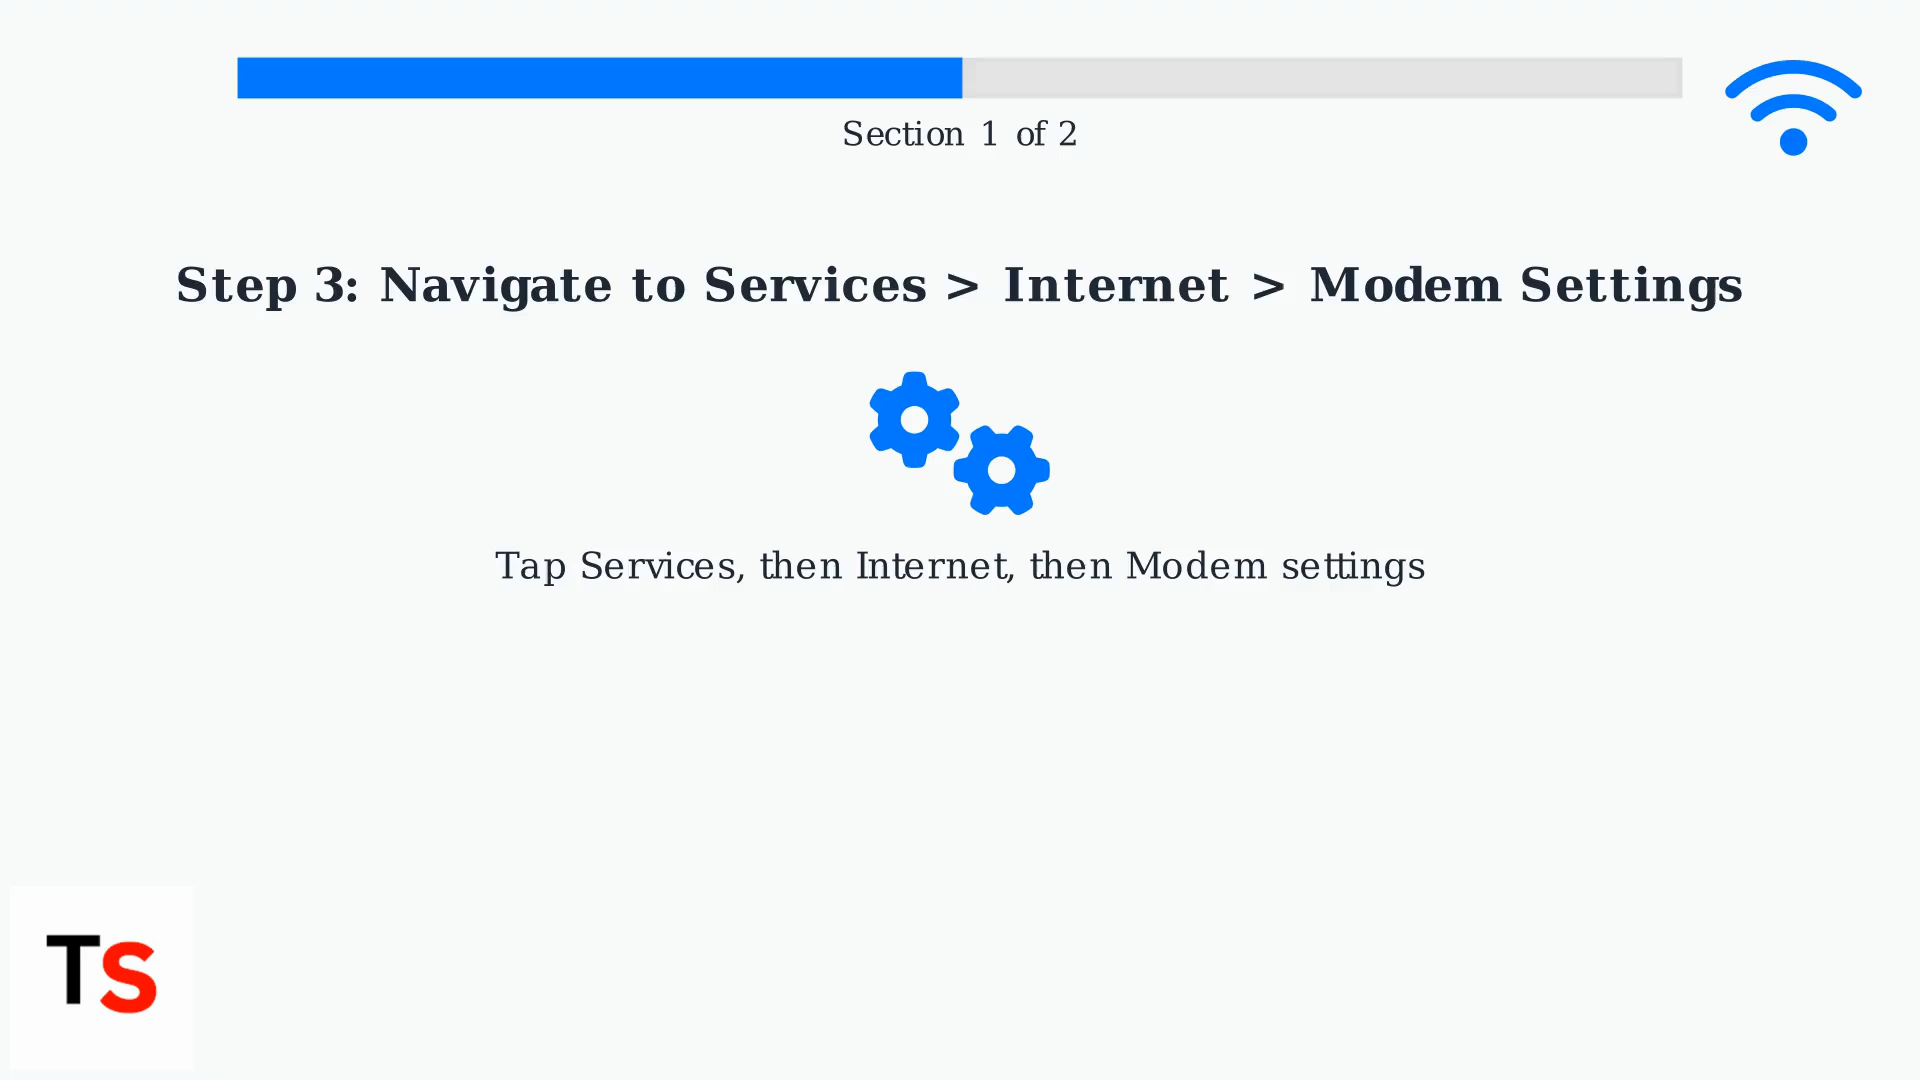 Section 1 of 2
Step 3: Navigate to Services > Internet > Modem Settings
Tap Services, then Internet, then Modem settings
TS